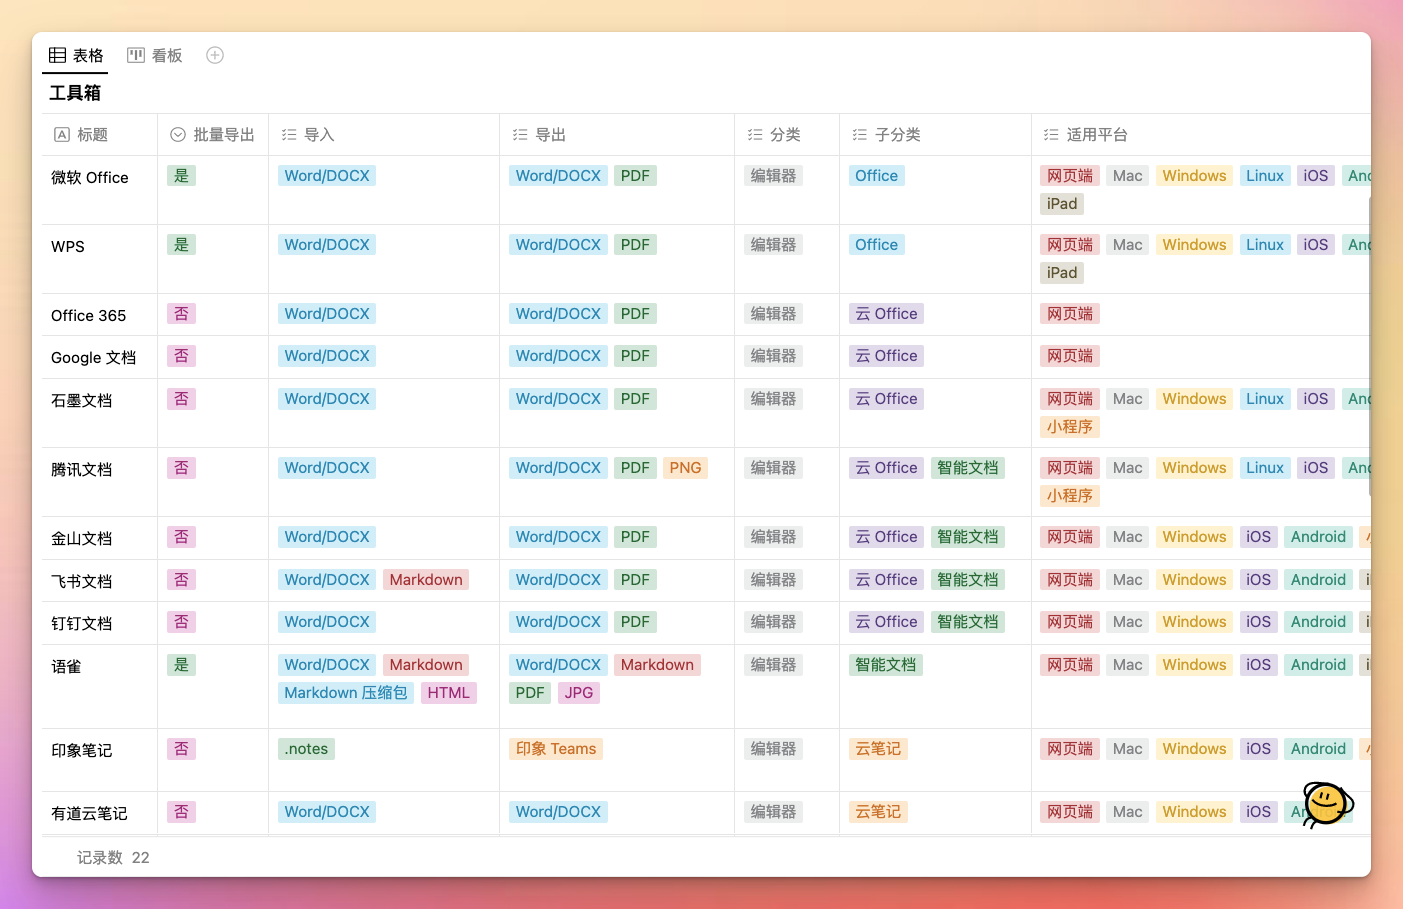 表格 看板
工具箱
标题 批量导出 导入 导出 分类 子分类 适用平台
微软 Office 是 Word/DOCX Word/DOCX PDF 编辑器 Office 网页端 Mac Windows Linux iOS
iPad
WPS 是 Word/DOCX Word/DOCX PDF 编辑器 Office 网页端 Mac Windows Linux iOS
iPad
Office 365 否 Word/DOCX Word/DOCX PDF 编辑器 云 Office 网页端
Google 文档 否 Word/DOCX Word/DOCX PDF 编辑器 云 Office 网页端
石墨文档 否 Word/DOCX Word/DOCX PDF 编辑器 云 Office 网页端 Mac Windows Linux iOS
小程序
腾讯文档 否 Word/DOCX Word/DOCX PDF PNG 编辑器 云 Office 智能文档 网页端 Mac Windows Linux iOS
小程序
金山文档 否 Word/DOCX Word/DOCX PDF 编辑器 云 Office 智能文档 网页端 Mac Windows iOS Android
飞书文档 否 Word/DOCX Markdown Word/DOCX PDF 编辑器 云 Office 智能文档 网页端 Mac Windows iOS Android
钉钉文档 否 Word/DOCX Word/DOCX PDF 编辑器 云 Office 智能文档 网页端 Mac Windows iOS Android
语雀 是 Word/DOCX Markdown Word/DOCX Markdown 编辑器 智能文档 网页端 Mac Windows iOS Android
Markdown 压缩包 HTML PDF JPG
印象笔记 否 .notes 印象 Teams 编辑器 云笔记 网页端 Mac Windows iOS Android
有道云笔记 否 Word/DOCX Word/DOCX 编辑器 云笔记 网页端 Mac Windows iOS
记录数 22